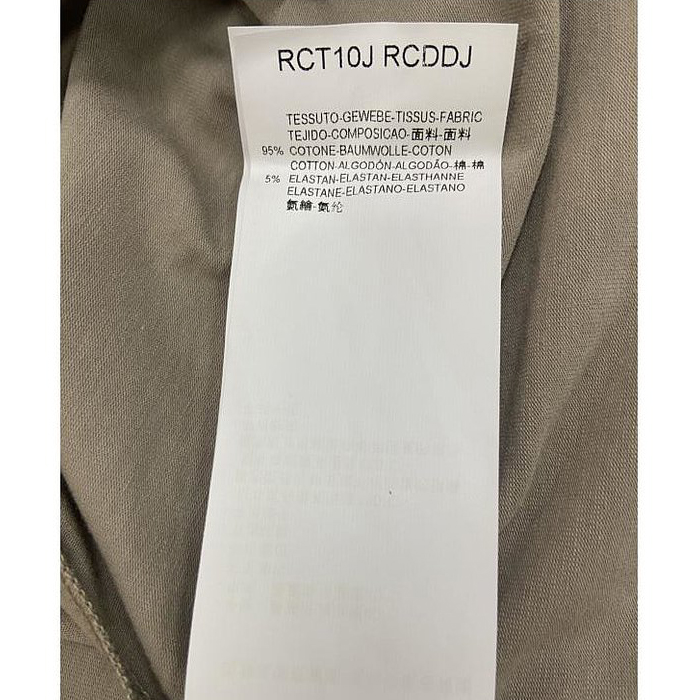 RCT10J RCDDJ
TESSUTO-GEWEBE-TISSUS-FABRIC
TEJIDO-COMPOSICAO-面料-面料
95% COTONE-BAUMWOLLE-COTON
COTTON-ALGODÓN-ALGODÃO-棉-棉
5% ELASTAN-ELASTAN-ELASTHANNE
ELASTANE-ELASTANO-ELASTANO
氨綸-氨纶